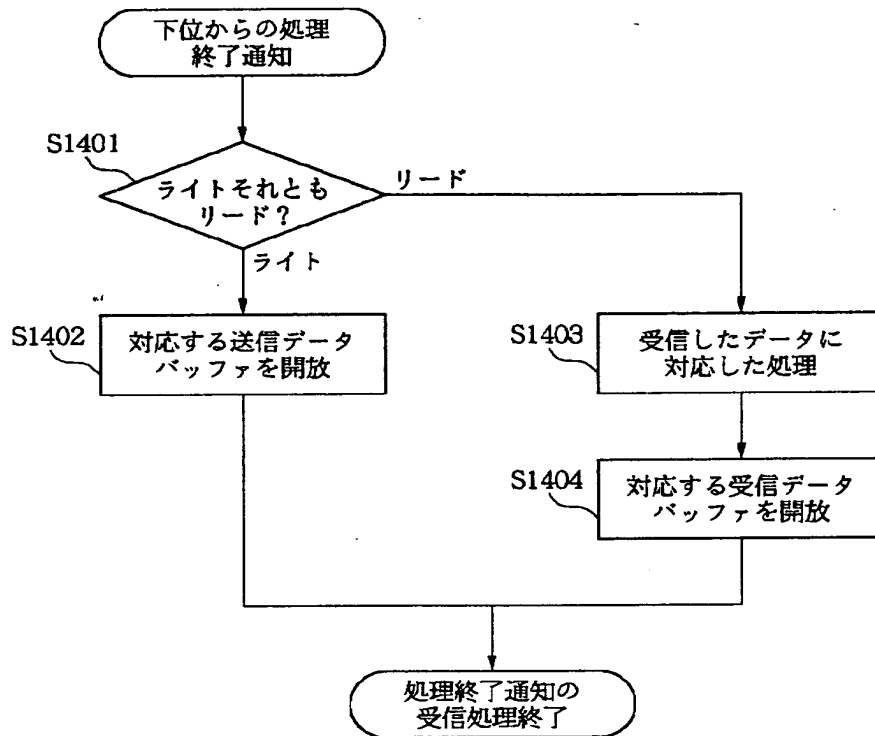 下位からの処理
終了通知
S1401
ライトそれとも
リード？
リード
ライト
S1402
対応する送信データ
バッファを開放
S1403
受信したデータに
対応した処理
S1404
対応する受信データ
バッファを開放
処理終了通知の
受信処理終了